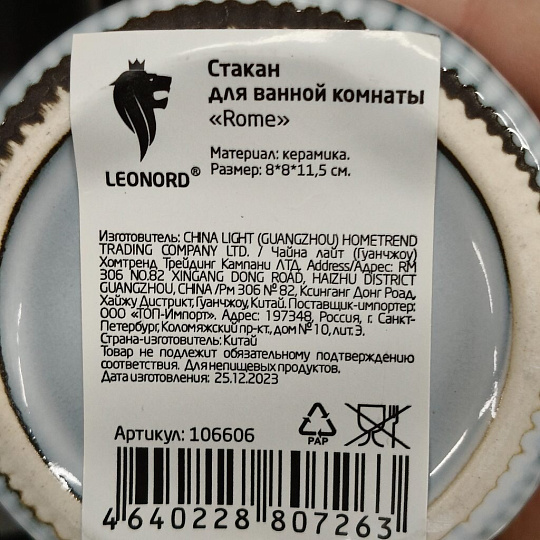 Стакан
для ванной комнаты
«Rome»
LEONORD®
Материал: керамика.
Размер: 8*8*11,5 см.
Изготовитель: CHINA LIGHT (GUANGZHOU) HOMETREND
TRADING COMPANY LTD. / Чайна лайт (Гуанчжоу)
Хомтренд Трейдинг Кампани ЛТД. Address/Адрес: RM
306 NO.82 XINGANG DONG ROAD, HAIZHU DISTRICT
GUANGZHOU, CHINA /Рм 306 № 82, Ксинганг Донг Роад,
Хайжу Дистрикт, Гуанчжоу, Китай. Поставщик-импортер:
ООО «ТОП-Импорт». Адрес: 197348, Россия, г. Санкт-
Петербург, Коломяжский пр-кт., дом № 10, лит. З.
Страна-изготовитель: Китай
Товар не подлежит обязательному подтверждению
соответствия. Для непищевых продуктов.
Дата изготовления: 25.12.2023
Артикул: 106606
PAP
4 640228 807263